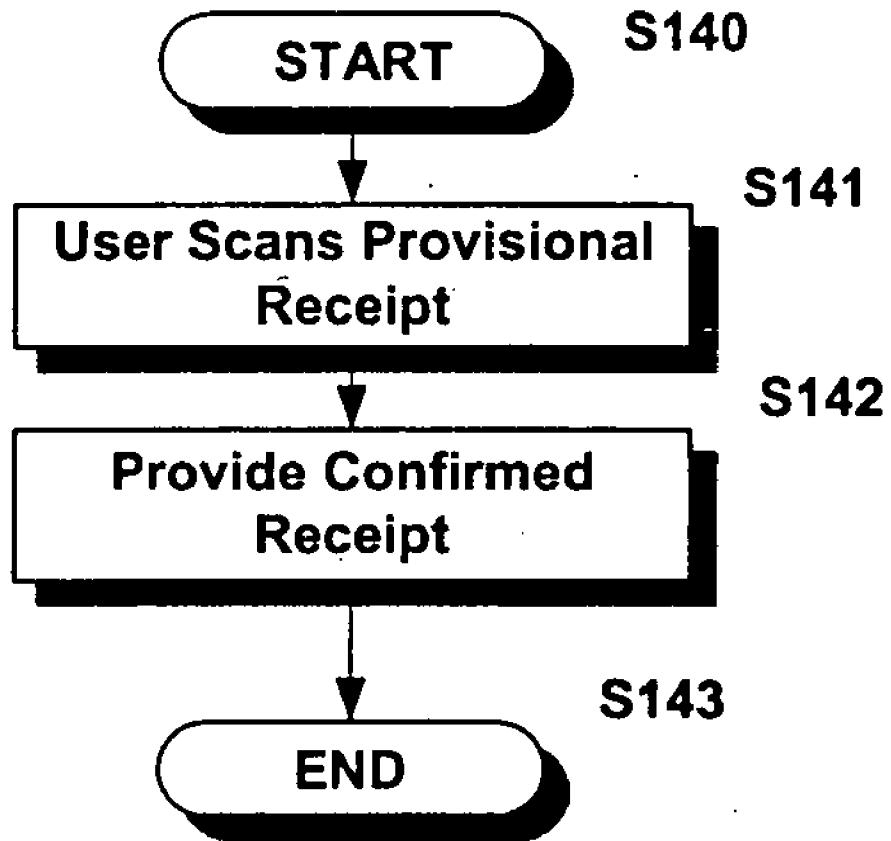 S140
START
S141
User Scans Provisional
Receipt
S142
Provide Confirmed
Receipt
S143
END